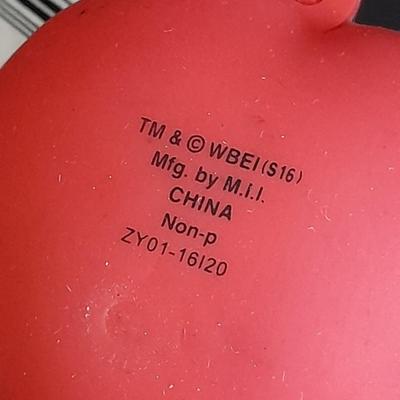 TM & © WBEI (S16)
Mfg. by M.i.I.
CHINA
Non-p
ZY01-16I20